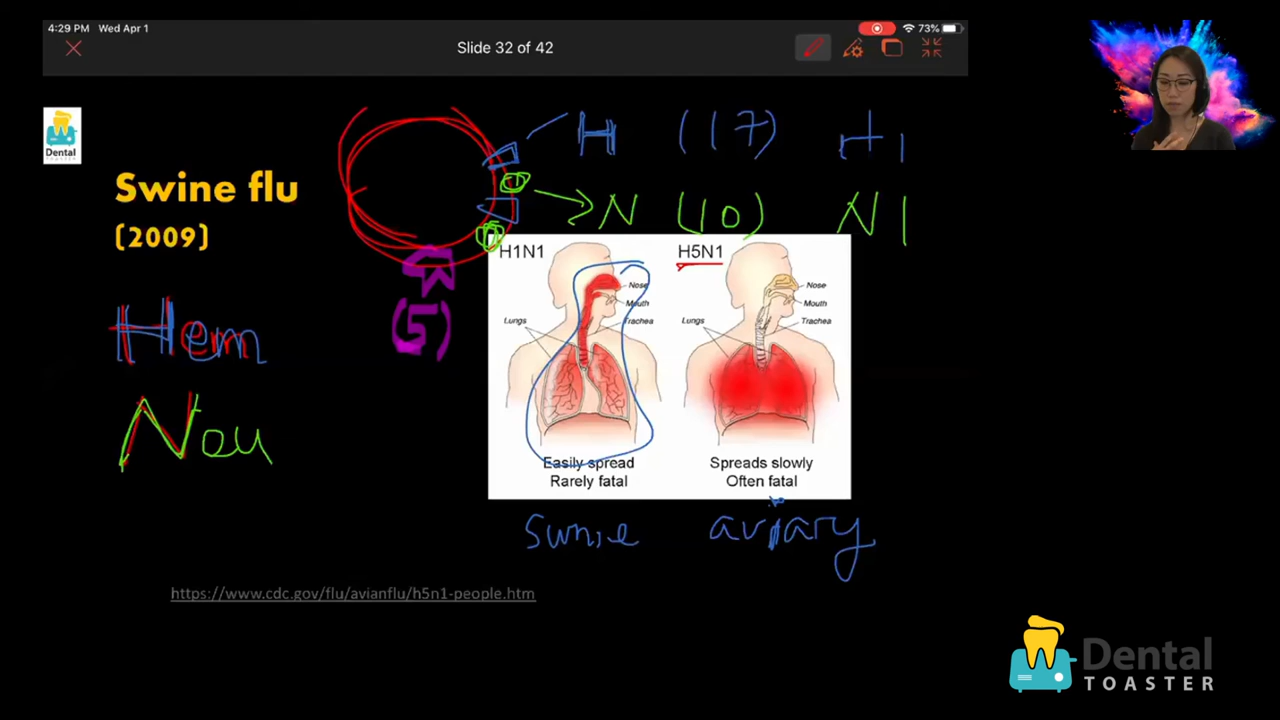 4:29 PM Wed Apr 1
73%
Slide 32 of 42
Dental
H (17) H1
Swine flu
N (10) N1
(2009)
H1N1
H5N1
Nose
Nose
Mouth
Mouth
Lungs
Trachea
Lungs
Trachea
Hem
(5)
Neu
Easily spread
Rarely fatal
Spreads slowly
Often fatal
swnie
aviary
https://www.cdc.gov/flu/avianflu/h5n1-people.htm
Dental
TOASTER